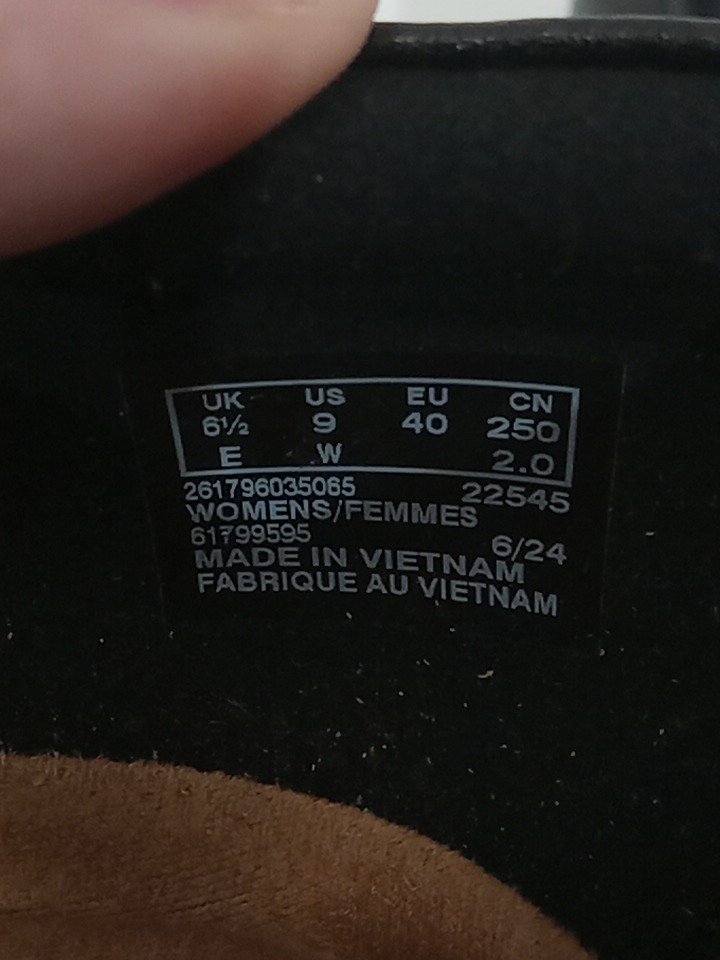 UK US EU CN
6½ 9 40 250
E W 2.0
261796035065 22545
WOMENS/FEMMES
61799595 6/24
MADE IN VIETNAM
FABRIQUE AU VIETNAM